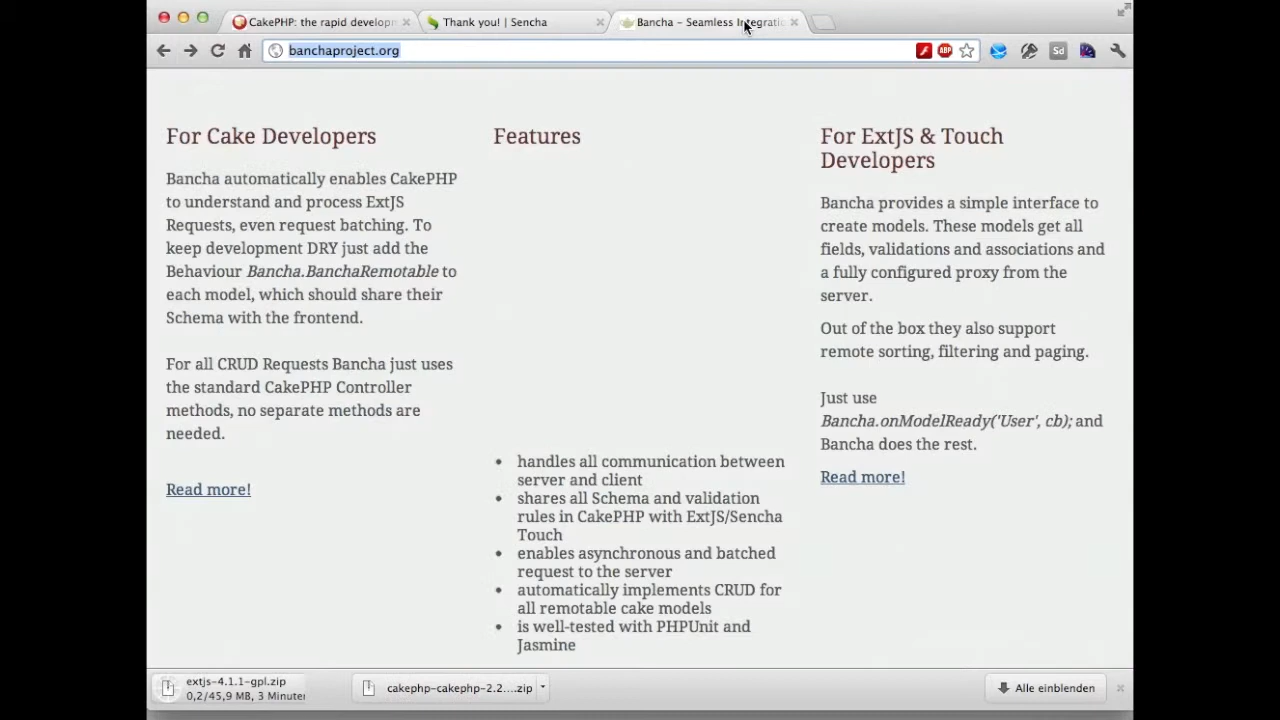 CakePHP: the rapid developm
Thank you! | Sencha
Bancha – Seamless Integratio
banchaproject.org
ABP
Sd
For Cake Developers
Bancha automatically enables CakePHP
to understand and process ExtJS
Requests, even request batching. To
keep development DRY just add the
Behaviour Bancha.BanchaRemotable to
each model, which should share their
Schema with the frontend.
For all CRUD Requests Bancha just uses
the standard CakePHP Controller
methods, no separate methods are
needed.
Read more!
Features
handles all communication between
server and client
shares all Schema and validation
rules in CakePHP with ExtJS/Sencha
Touch
enables asynchronous and batched
request to the server
automatically implements CRUD for
all remotable cake models
is well-tested with PHPUnit and
Jasmine
For ExtJS & Touch
Developers
Bancha provides a simple interface to
create models. These models get all
fields, validations and associations and
a fully configured proxy from the
server.
Out of the box they also support
remote sorting, filtering and paging.
Just use
Bancha.onModelReady('User', cb); and
Bancha does the rest.
Read more!
extjs-4.1.1-gpl.zip
0,2/45,9 MB, 3 Minuten
cakephp-cakephp-2.2....zip
Alle einblenden